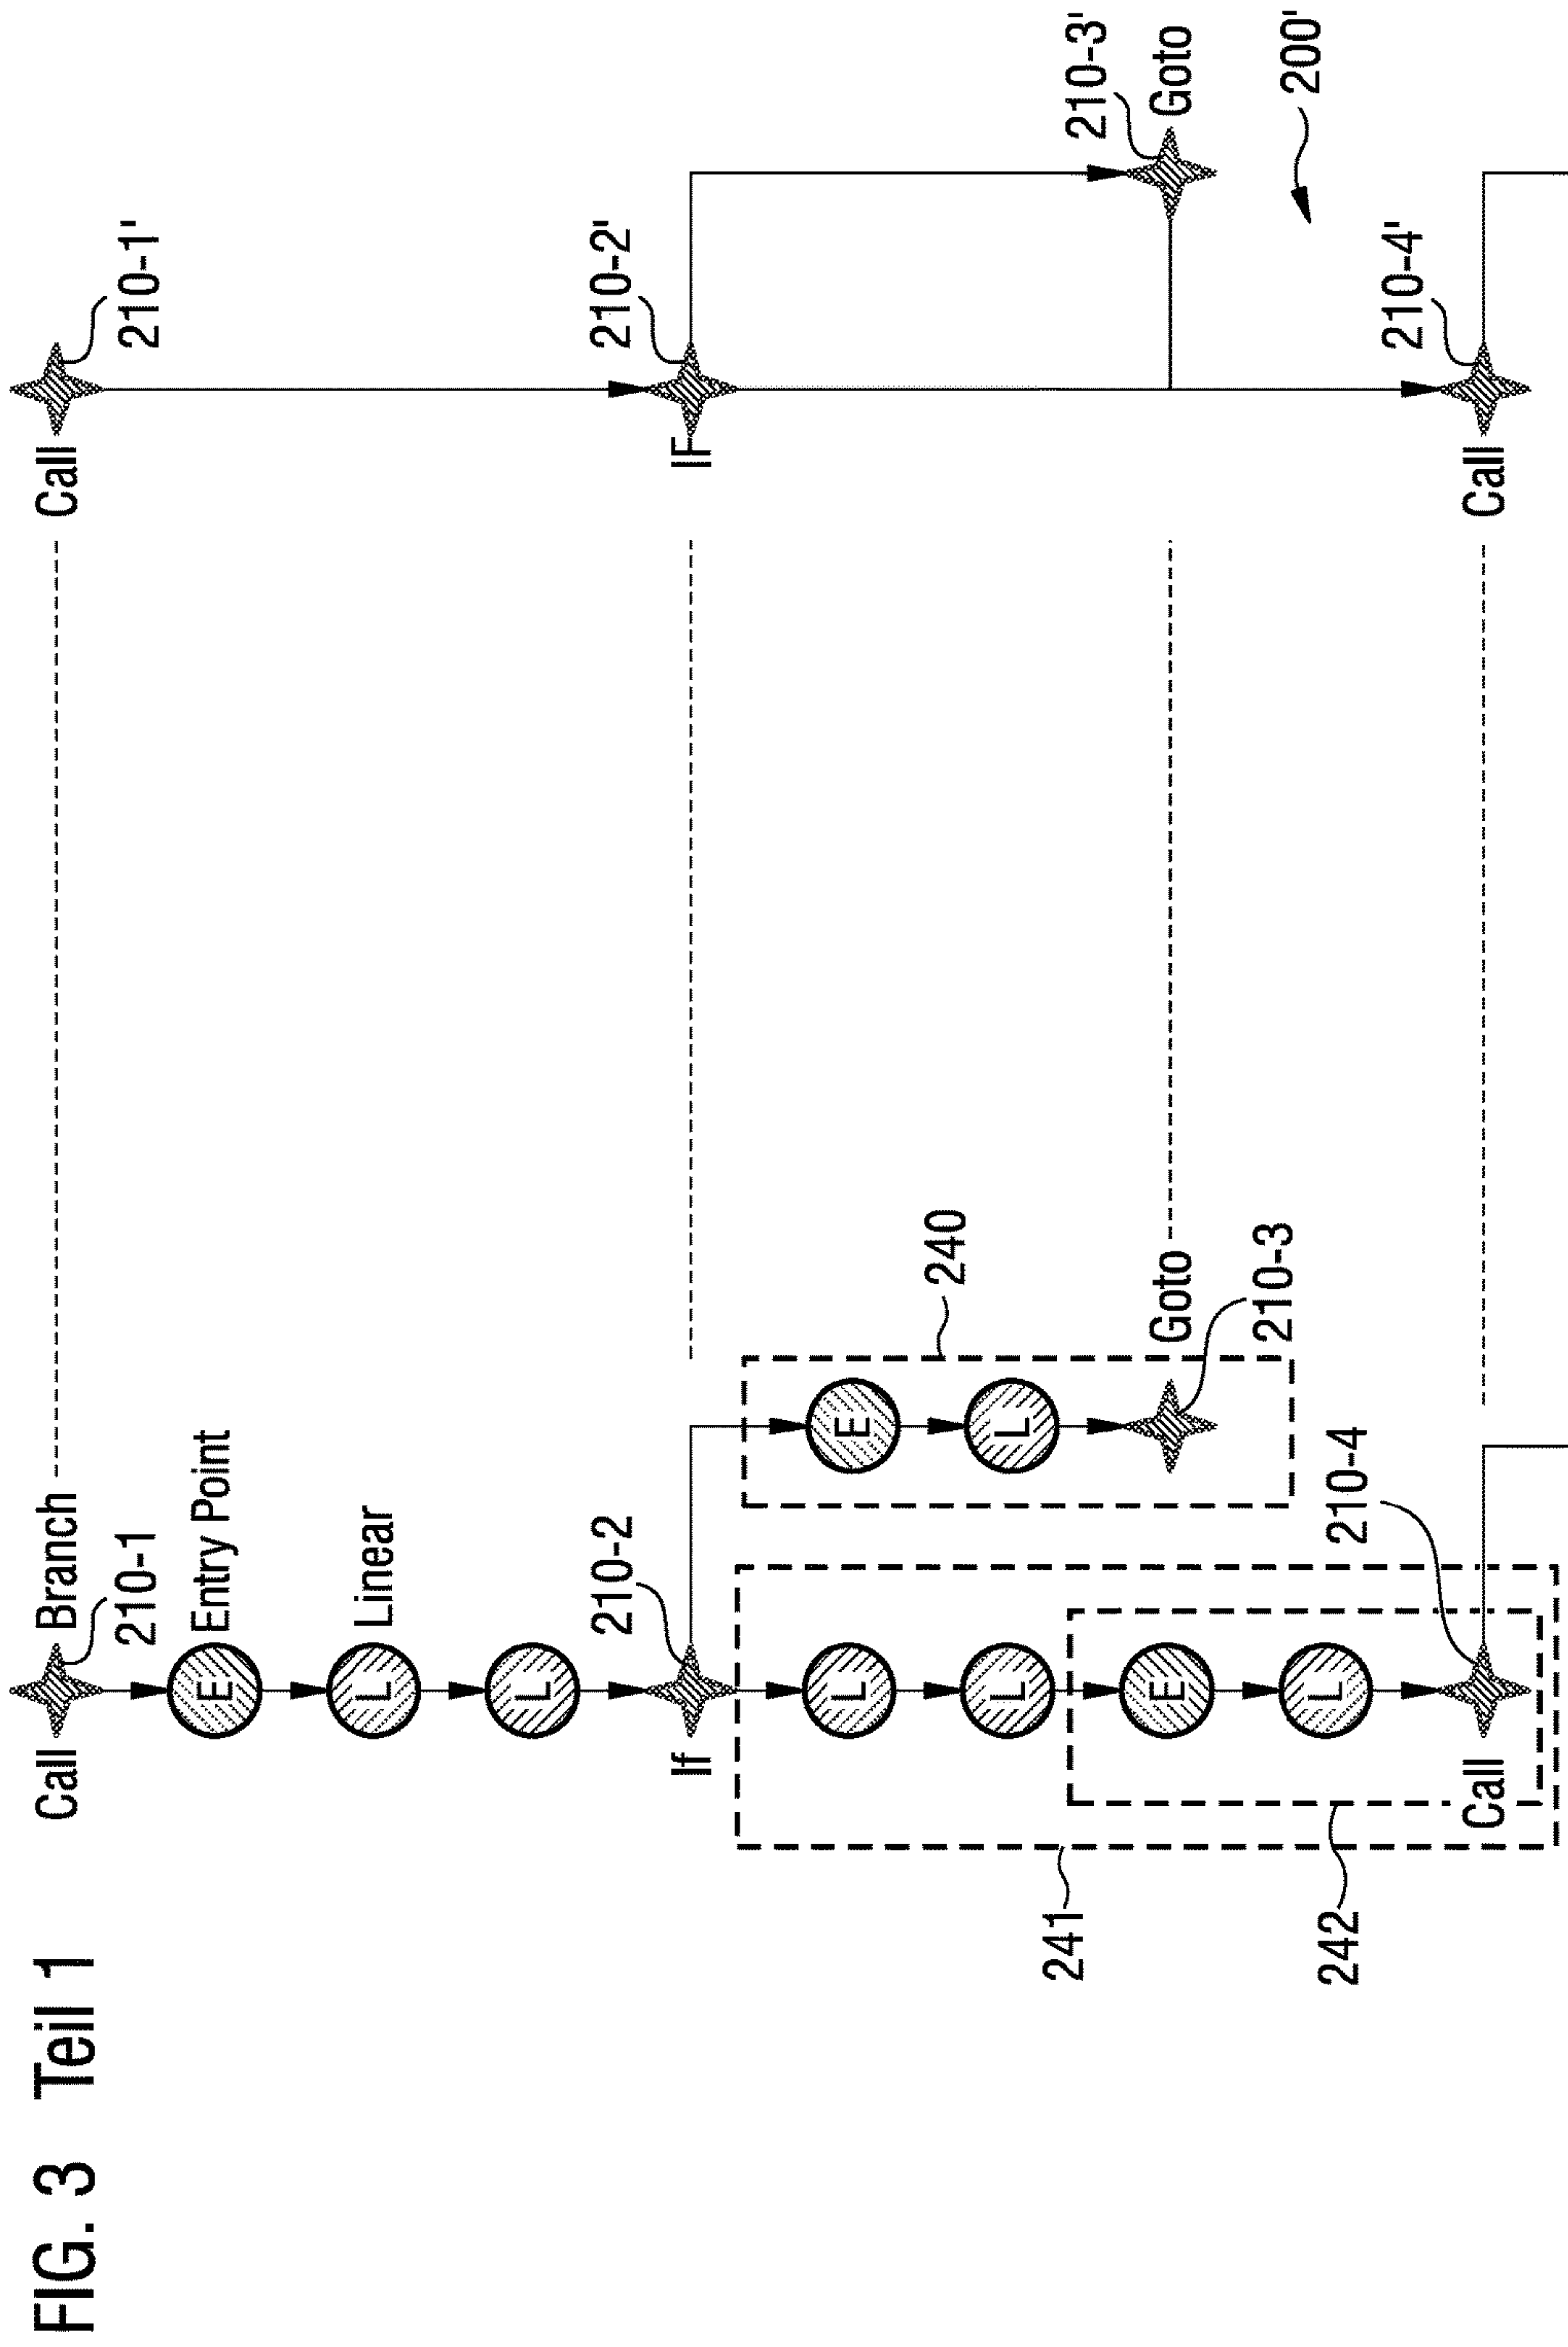 FIG. 3 Teil 1
Call
Branch
210-1
E
Entry Point
L
Linear
L
If
210-2
L
L
E
L
Call
210-4
241
242
E
L
240
Goto
210-3
Call
210-1'
IF
210-2'
210-3'
Goto
200'
Call
210-4'